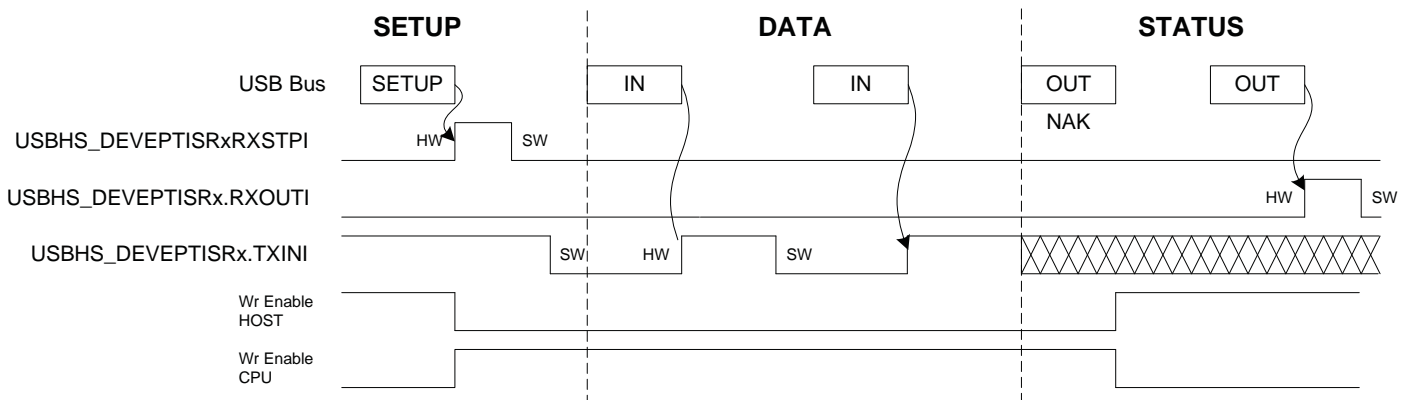 SETUP DATA STATUS
USB Bus SETUP IN IN OUT OUT
NAK
USBHS_DEVEPTISRxRXSTPI HW SW
USBHS_DEVEPTISRx.RXOUTI HW SW
USBHS_DEVEPTISRx.TXINI SW HW SW
Wr Enable
HOST
Wr Enable
CPU